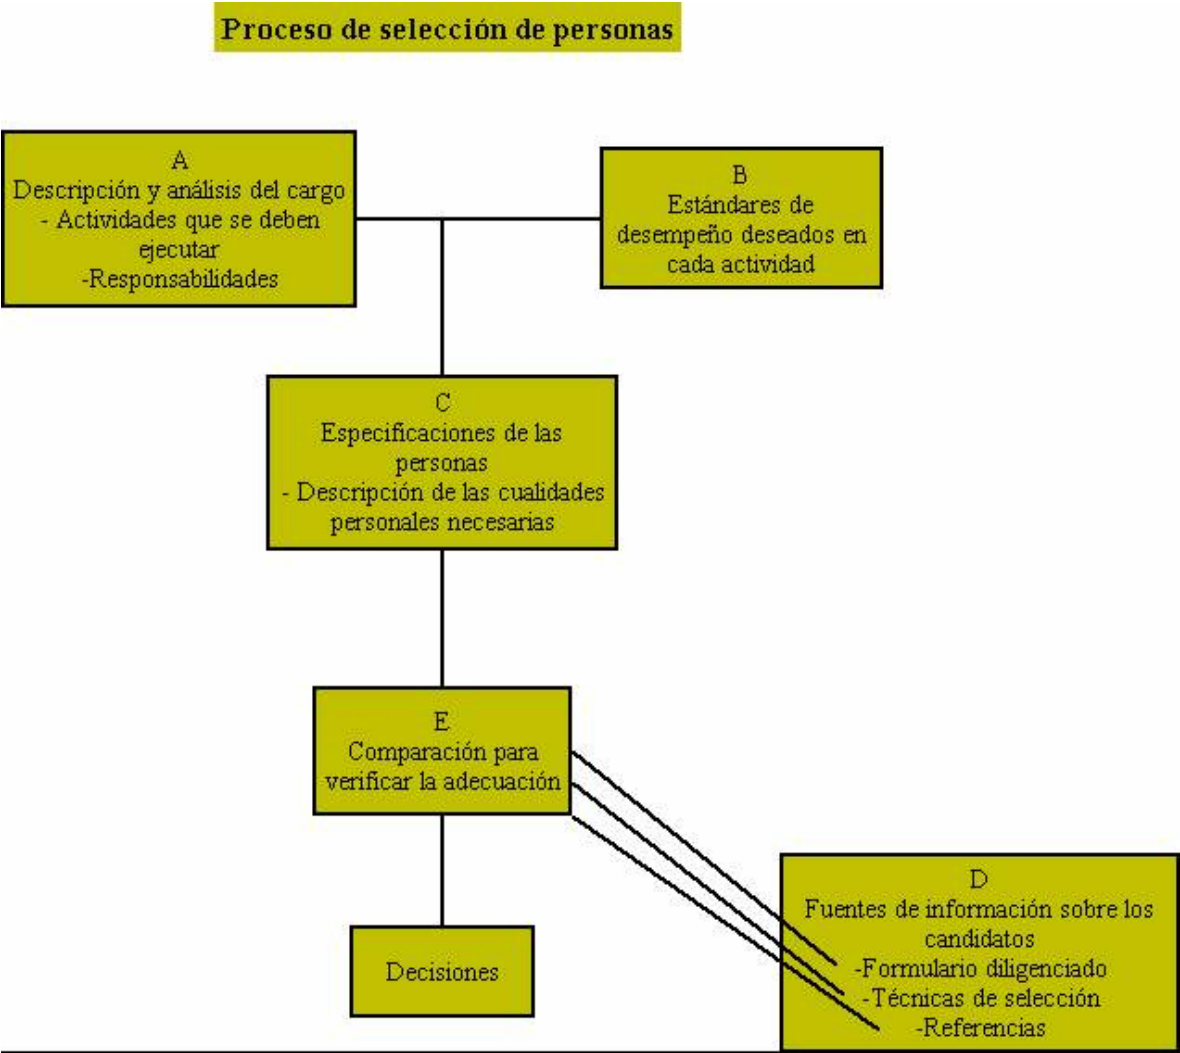 Proceso de selección de personas
A
Descripción y análisis del cargo
- Actividades que se deben
ejecutar
-Responsabilidades
B
Estándares de
desempeño deseados en
cada actividad
C
Especificaciones de las
personas
- Descripción de las cualidades
personales necesarias
E
Comparación para
verificar la adecuación
D
Fuentes de información sobre los
candidatos
-Formulario diligenciado
-Técnicas de selección
-Referencias
Decisiones